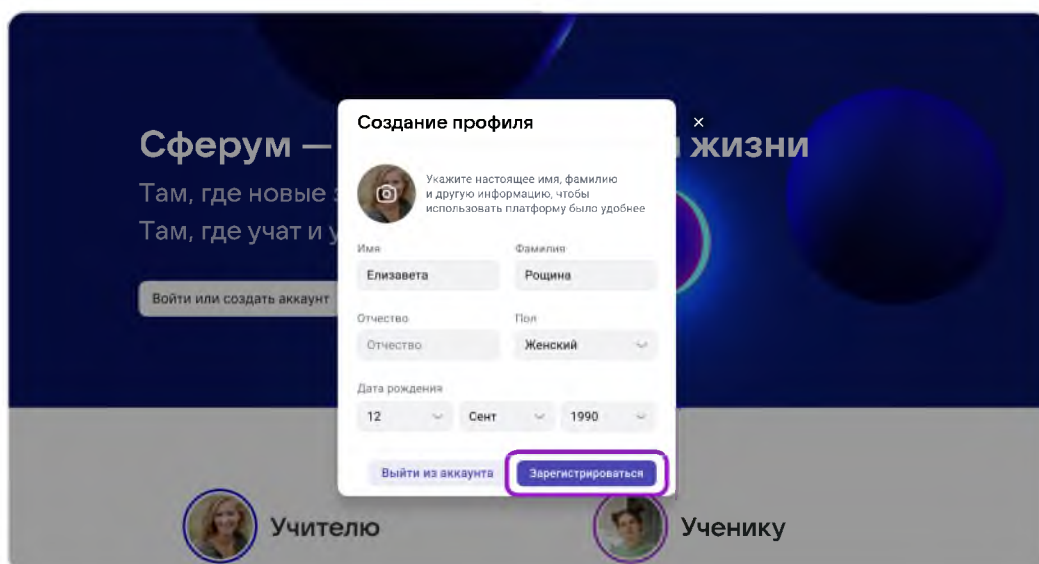 Создание профиля
Сферум —
жизни
Укажите настоящее имя, фамилию
и другую информацию, чтобы
использовать платформу было удобнее
Там, где новые
Там, где учат и
Имя
Фамилия
Елизавета
Рощина
Войти или создать аккаунт
Отчество
Пол
Отчество
Женский
Дата рождения
12
Сент
1990
Выйти из аккаунта
Зарегистрироваться
Учителю
Ученику